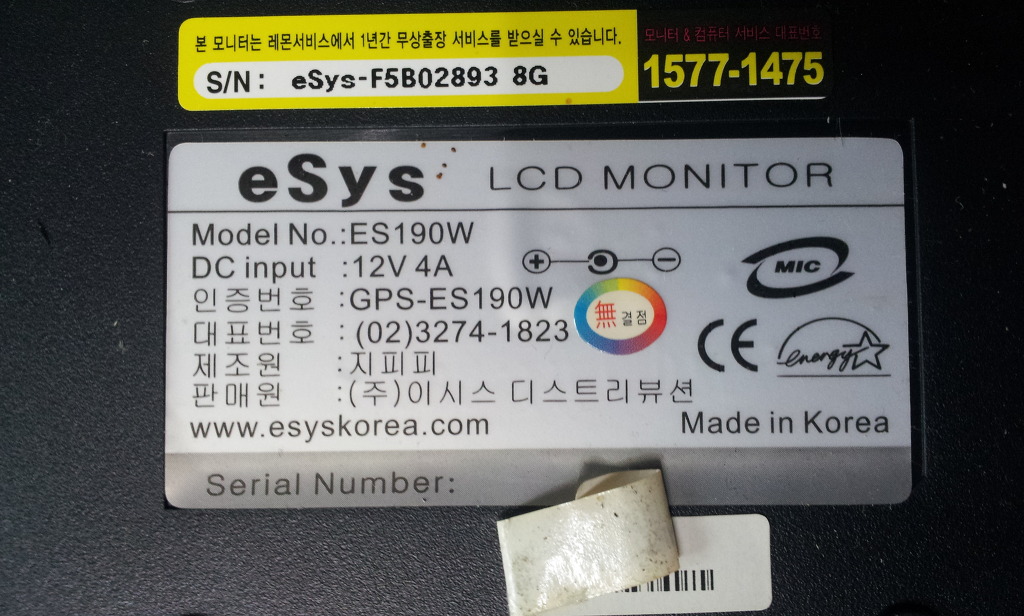 본 모니터는 레몬서비스에서 1년간 무상출장 서비스를 받으실 수 있습니다.
S/N : eSys-F5B02893 8G
모니터 & 컴퓨터 서비스 대표번호
1577-1475
eSys LCD MONITOR
Model No.:ES190W
DC input :12V 4A
인증번호 :GPS-ES190W
대표번호 :(02)3274-1823
제조원 :지피피
판매원 :(주)이시스 디스트리뷰션
www.esyskorea.com
Made in Korea
MIC
無 결점
CE
energy
Serial Number: